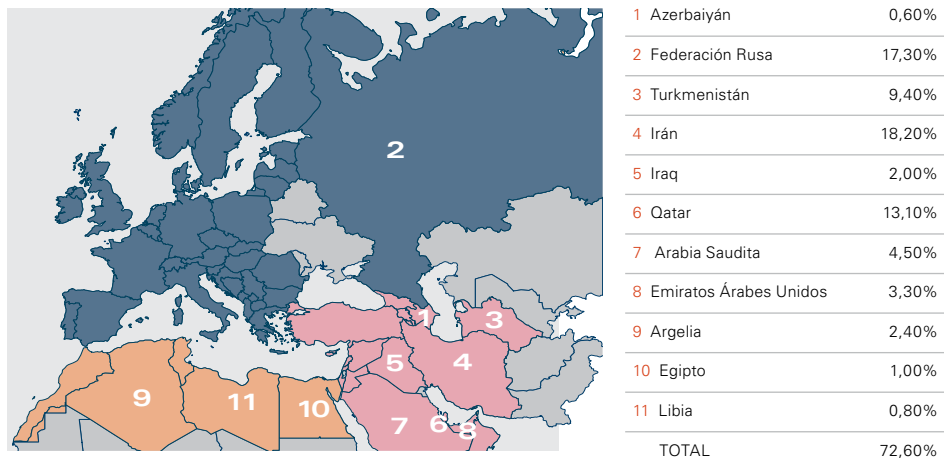 2
1
3
5
4
9
11
10
7
6
8
1 Azerbaiyán 0,60%
2 Federación Rusa 17,30%
3 Turkmenistán 9,40%
4 Irán 18,20%
5 Iraq 2,00%
6 Qatar 13,10%
7 Arabia Saudita 4,50%
8 Emiratos Árabes Unidos 3,30%
9 Argelia 2,40%
10 Egipto 1,00%
11 Libia 0,80%
TOTAL 72,60%